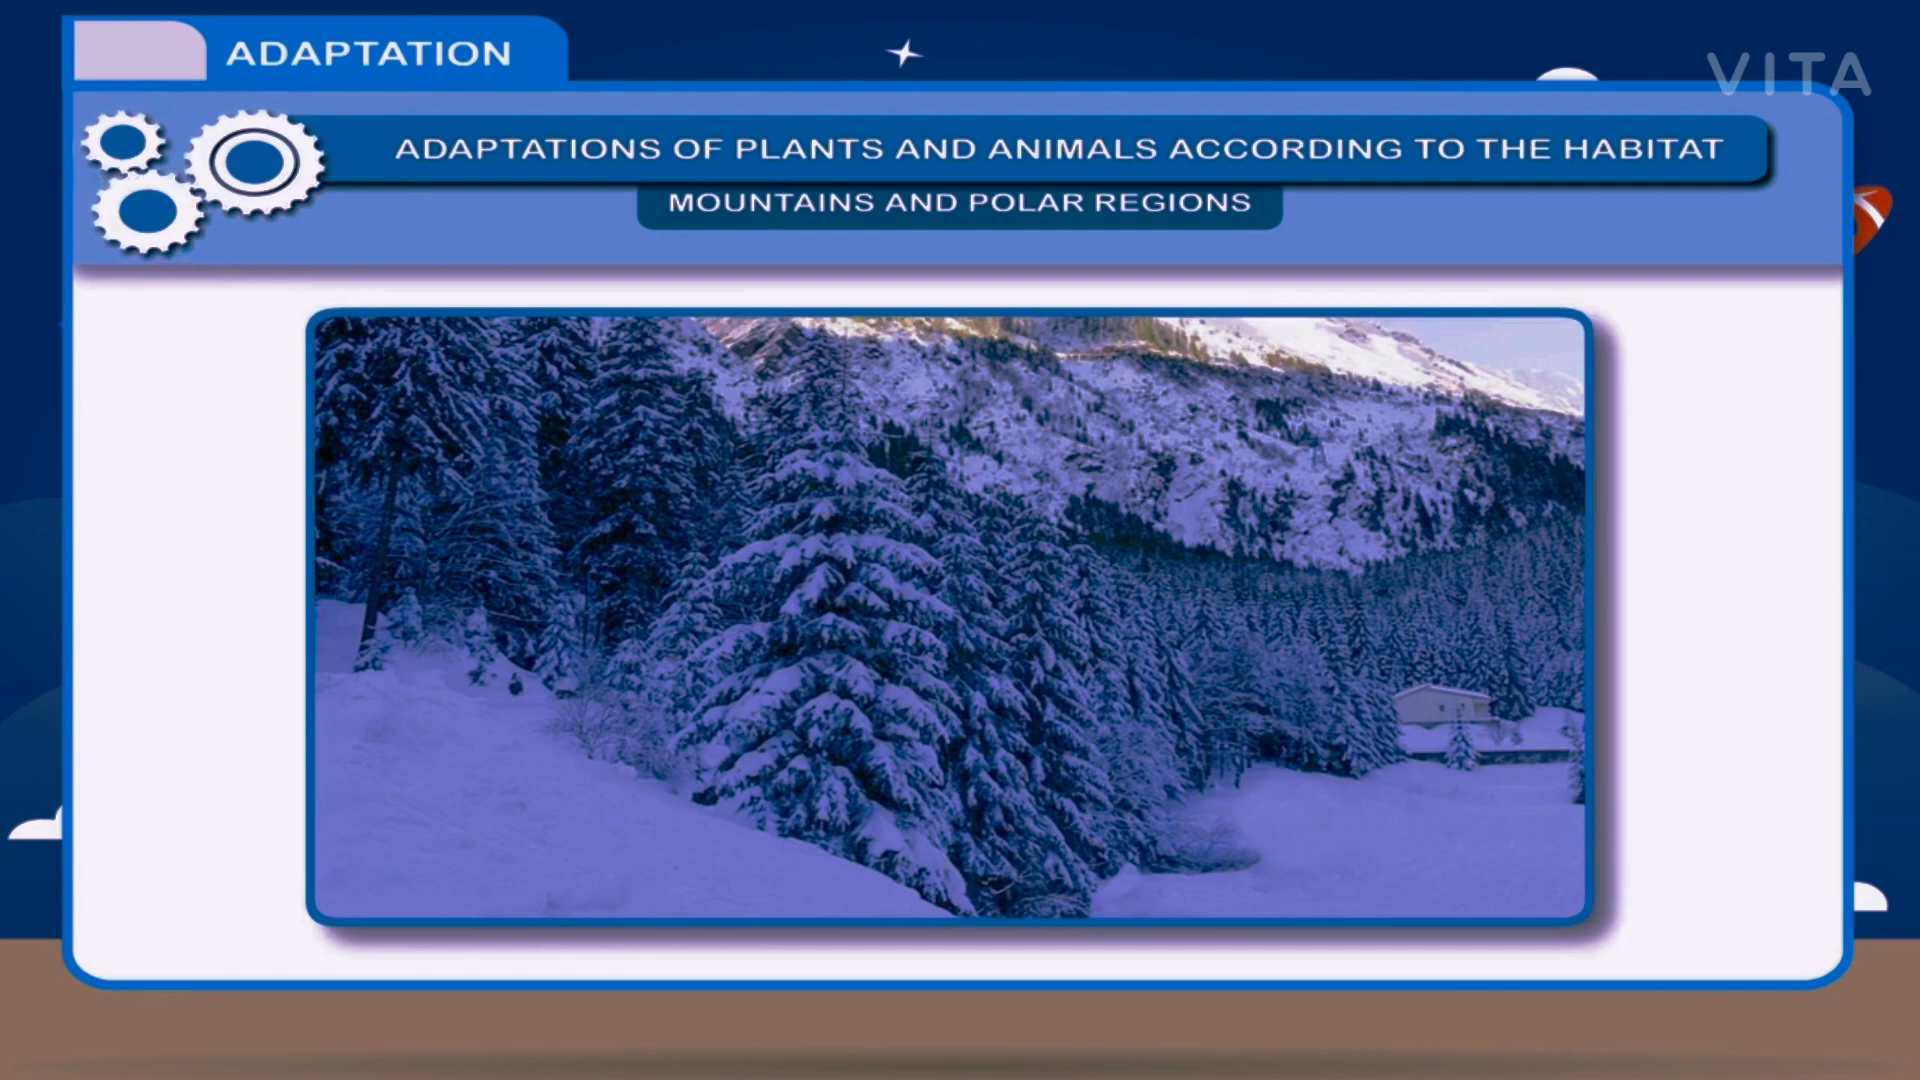 VITA
ADAPTATION
ADAPTATIONS OF PLANTS AND ANIMALS ACCORDING TO THE HABITAT
MOUNTAINS AND POLAR REGIONS